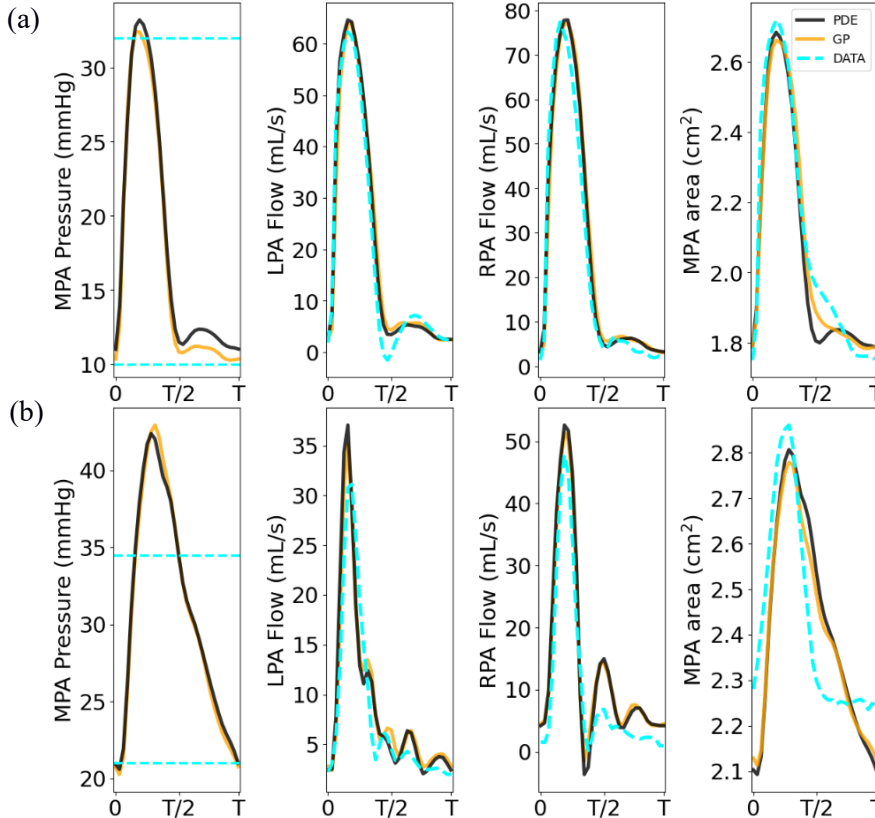 (a)
MPA Pressure (mmHg)
30
25
20
15
10
0 T/2 T
LPA Flow (mL/s)
60
50
40
30
20
10
0
0 T/2 T
RPA Flow (mL/s)
80
70
60
50
40
30
20
10
0
0 T/2 T
MPA area (cm²)
2.6
2.4
2.2
2.0
1.8
0 T/2 T
PDE
GP
DATA
(b)
MPA Pressure (mmHg)
40
35
30
25
20
0 T/2 T
LPA Flow (mL/s)
35
30
25
20
15
10
5
0 T/2 T
RPA Flow (mL/s)
50
40
30
20
10
0
0 T/2 T
MPA area (cm²)
2.8
2.7
2.6
2.5
2.4
2.3
2.2
2.1
0 T/2 T